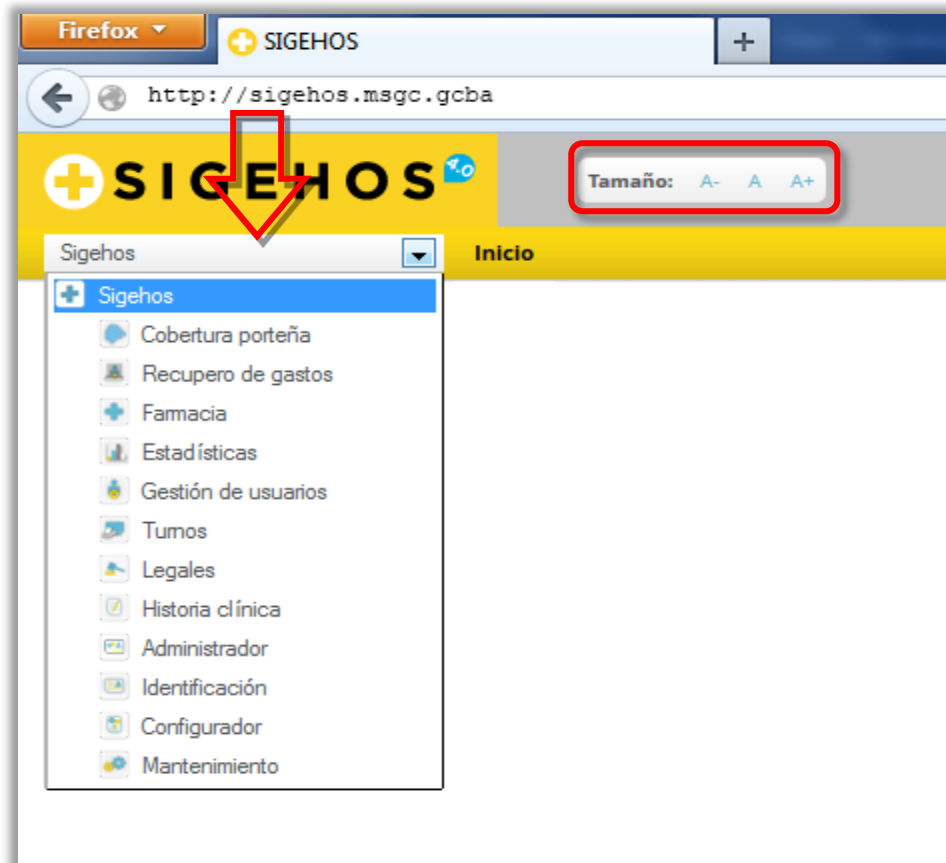 Firefox
SIGEHOS
+
http://sigehos.msgc.gcba
SIGEHOS 4.0
Tamaño: A- A A+
Sigehos
Inicio
Sigehos
Cobertura porteña
Recupero de gastos
Farmacia
Estadísticas
Gestión de usuarios
Turnos
Legales
Historia clínica
Administrador
Identificación
Configurador
Mantenimiento